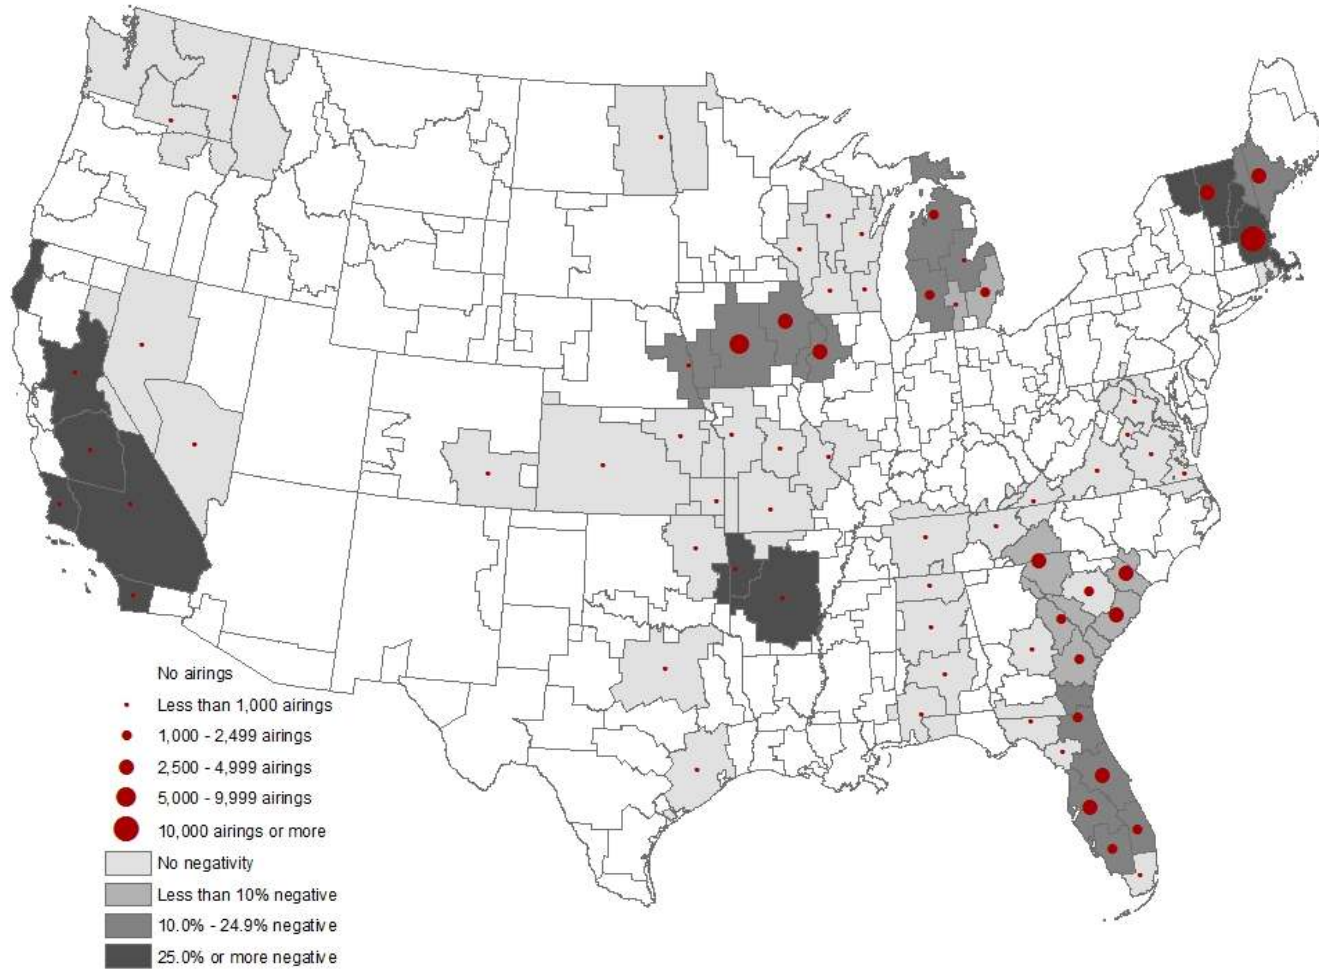 No airings
Less than 1,000 airings
1,000 - 2,499 airings
2,500 - 4,999 airings
5,000 - 9,999 airings
10,000 airings or more
No negativity
Less than 10% negative
10.0% - 24.9% negative
25.0% or more negative